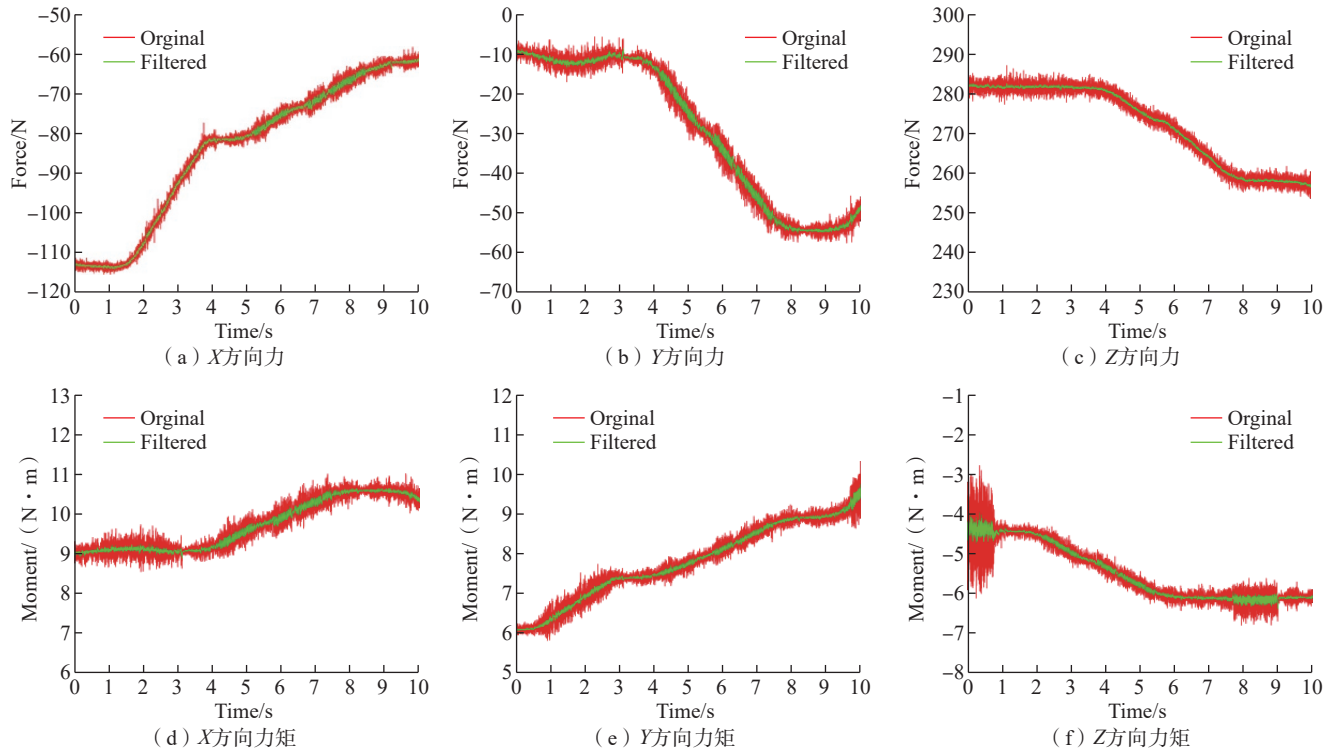 −50
−60
−70
−80
−90
−100
−110
−120
Force/N
Orginal
Filtered
0 1 2 3 4 5 6 7 8 9 10
Time/s
（a）X方向力
0
−10
−20
−30
−40
−50
−60
−70
Force/N
Orginal
Filtered
0 1 2 3 4 5 6 7 8 9 10
Time/s
（b）Y方向力
300
290
280
270
260
250
240
230
Force/N
Orginal
Filtered
0 1 2 3 4 5 6 7 8 9 10
Time/s
（c）Z方向力
13
12
11
10
9
8
7
6
Moment/（N·m）
Orginal
Filtered
0 1 2 3 4 5 6 7 8 9 10
Time/s
（d）X方向力矩
12
11
10
9
8
7
6
5
Moment/（N·m）
Orginal
Filtered
0 1 2 3 4 5 6 7 8 9 10
Time/s
（e）Y方向力矩
−1
−2
−3
−4
−5
−6
−7
−8
Moment/（N·m）
Orginal
Filtered
0 1 2 3 4 5 6 7 8 9 10
Time/s
（f）Z方向力矩